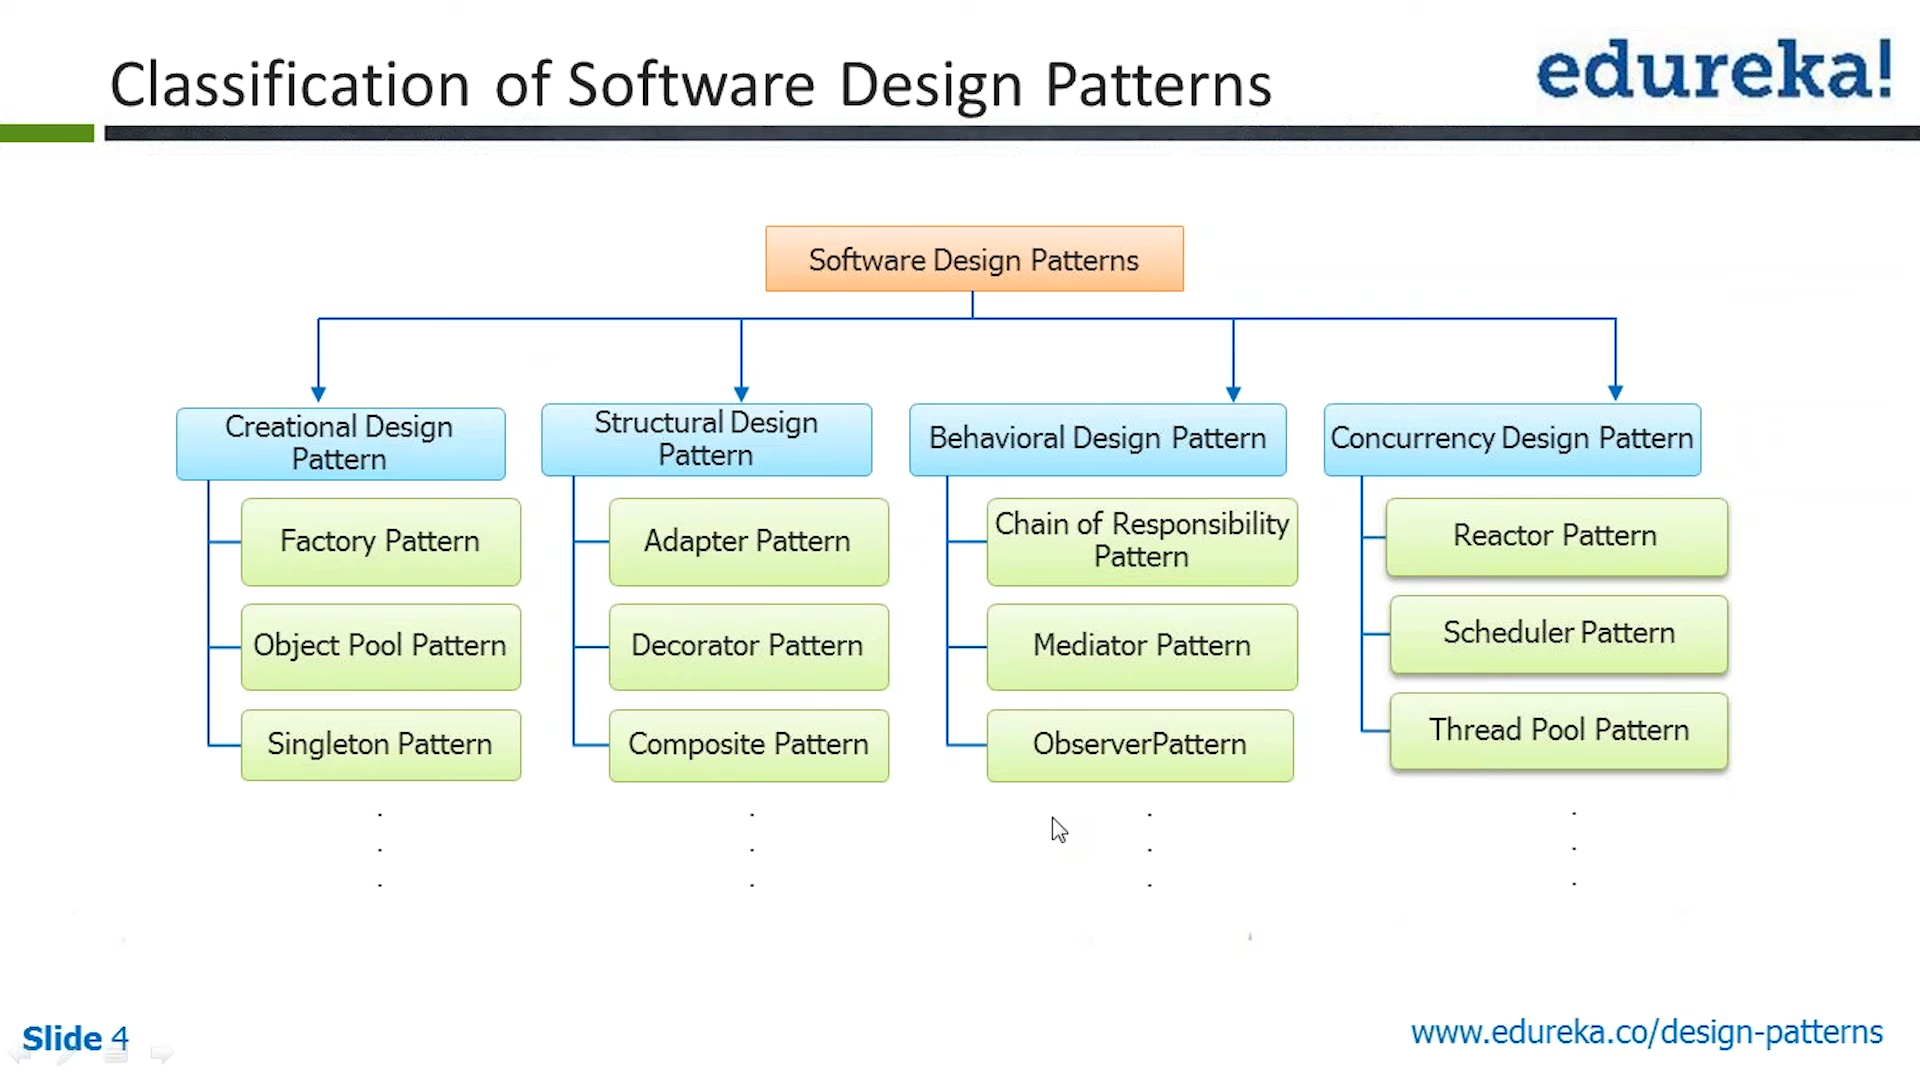 Classification of Software Design Patterns
edureka!
Software Design Patterns
Creational Design
Pattern
Factory Pattern
Object Pool Pattern
Singleton Pattern
Structural Design
Pattern
Adapter Pattern
Decorator Pattern
Composite Pattern
Behavioral Design Pattern
Chain of Responsibility
Pattern
Mediator Pattern
ObserverPattern
Concurrency Design Pattern
Reactor Pattern
Scheduler Pattern
Thread Pool Pattern
Slide 4
www.edureka.co/design-patterns